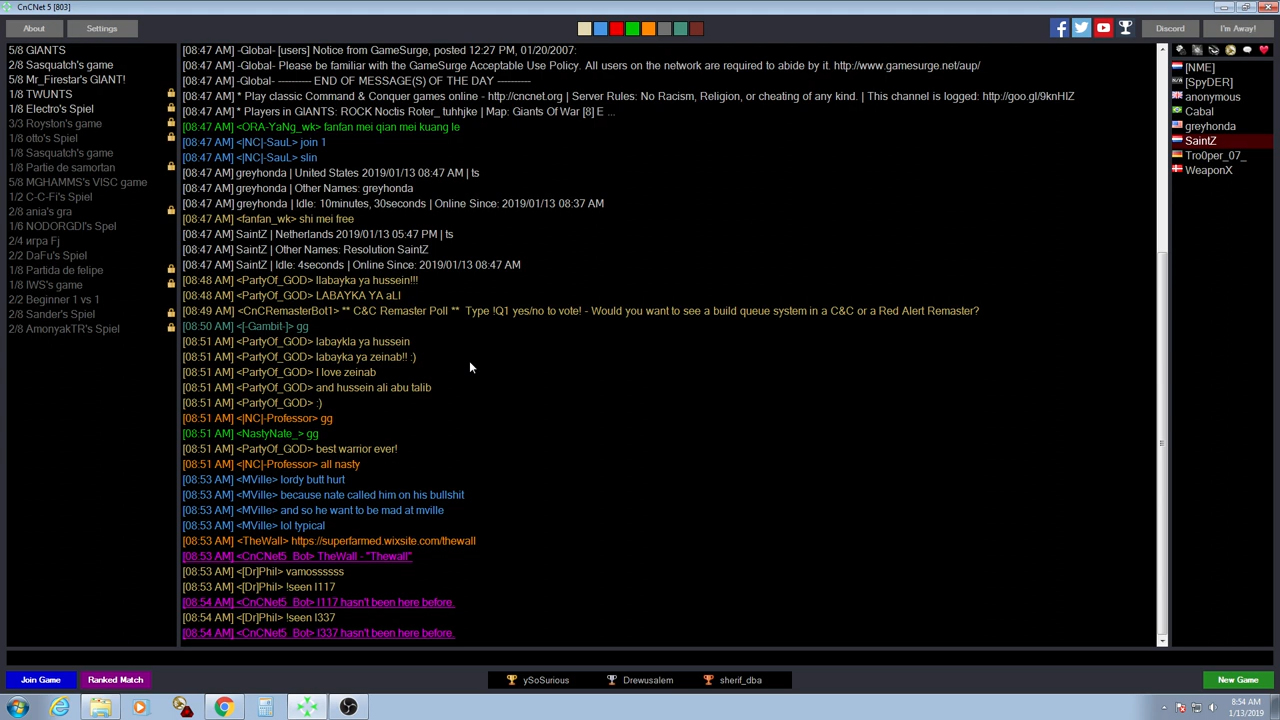 CnCNet 5 [803]
About
Settings
Discord
I'm Away!
5/8 GIANTS
2/8 Sasquatch's game
5/8 Mr_Firestar's GIANT!
1/8 TWUNTS
1/8 Electro's Spiel
3/3 Royston's game
1/8 otto's Spiel
1/8 Sasquatch's game
1/8 Partie de samortan
5/8 MGHAMMS's VISC game
1/2 C-C-Fi's Spiel
2/8 ania's gra
1/6 NODORGDI's Spiel
2/4 игра Fj
2/2 DaFu's Spiel
1/8 Partida de felipe
1/8 IWS's game
2/2 Beginner 1 vs 1
2/8 Sander's Spiel
2/8 AmonyakTR's Spiel
[08:47 AM] -Global- [users] Notice from GameSurge, posted 12:27 PM, 01/20/2007:
[08:47 AM] -Global- Please be familiar with the GameSurge Acceptable Use Policy. All users on the network are required to abide by it. http://www.gamesurge.net/aup/
[08:47 AM] -Global- ---------- END OF MESSAGE(S) OF THE DAY ----------
[08:47 AM] * Play classic Command & Conquer games online - http://cncnet.org | Server Rules: No Racism, Religion, or cheating of any kind. | This channel is logged: http://goo.gl/9knHIZ
[08:47 AM] * Players in GIANTS: ROCK Noctis Roter_ tuhhjke | Map: Giants Of War [8] E ...
[08:47 AM] <ORA-YaNg_wk> fanfan mei qian mei kuang le
[08:47 AM] <|NC|-SauL> join 1
[08:47 AM] <|NC|-SauL> slin
[08:47 AM] greyhonda | United States 2019/01/13 08:47 AM | ts
[08:47 AM] greyhonda | Other Names: greyhonda
[08:47 AM] greyhonda | Idle: 10minutes, 30seconds | Online Since: 2019/01/13 08:37 AM
[08:47 AM] <fanfan_wk> shi mei free
[08:47 AM] SaintZ | Netherlands 2019/01/13 05:47 PM | ts
[08:47 AM] SaintZ | Other Names: Resolution SaintZ
[08:47 AM] SaintZ | Idle: 4seconds | Online Since: 2019/01/13 08:47 AM
[08:48 AM] <PartyOf_GOD> llabayka ya hussein!!!
[08:48 AM] <PartyOf_GOD> LABAYKA YA aLI
[08:49 AM] <CnCRemasterBot1> ** C&C Remaster Poll ** Type !Q1 yes/no to vote! - Would you want to see a build queue system in a C&C or a Red Alert Remaster?
[08:50 AM] <[-Gambit-]> gg
[08:51 AM] <PartyOf_GOD> labaykla ya hussein
[08:51 AM] <PartyOf_GOD> labayka ya zeinab!! :)
[08:51 AM] <PartyOf_GOD> I love zeinab
[08:51 AM] <PartyOf_GOD> and hussein ali abu talib
[08:51 AM] <PartyOf_GOD> :)
[08:51 AM] <|NC|-Professor> gg
[08:51 AM] <NastyNate_> gg
[08:51 AM] <PartyOf_GOD> best warrior ever!
[08:51 AM] <|NC|-Professor> all nasty
[08:53 AM] <MVille> lordy butt hurt
[08:53 AM] <MVille> because nate called him on his bullshit
[08:53 AM] <MVille> and so he want to be mad at mville
[08:53 AM] <MVille> lol typical
[08:53 AM] <TheWall> https://superfarmed.wixsite.com/thewall
[08:53 AM] <CnCNet5_Bot> TheWall - "Thewall"
[08:53 AM] <[Dr]Phil> vamossssss
[08:53 AM] <[Dr]Phil> !seen l117
[08:54 AM] <CnCNet5_Bot> l117 hasn't been here before.
[08:54 AM] <[Dr]Phil> !seen l337
[08:54 AM] <CnCNet5_Bot> l337 hasn't been here before.
[NME]
[SpyDER]
anonymous
Cabal
greyhonda
SaintZ
Tro0per_07_
WeaponX
Join Game
Ranked Match
ySoSurious
Drewusalem
sherif_dba
New Game
8:54 AM
1/13/2019